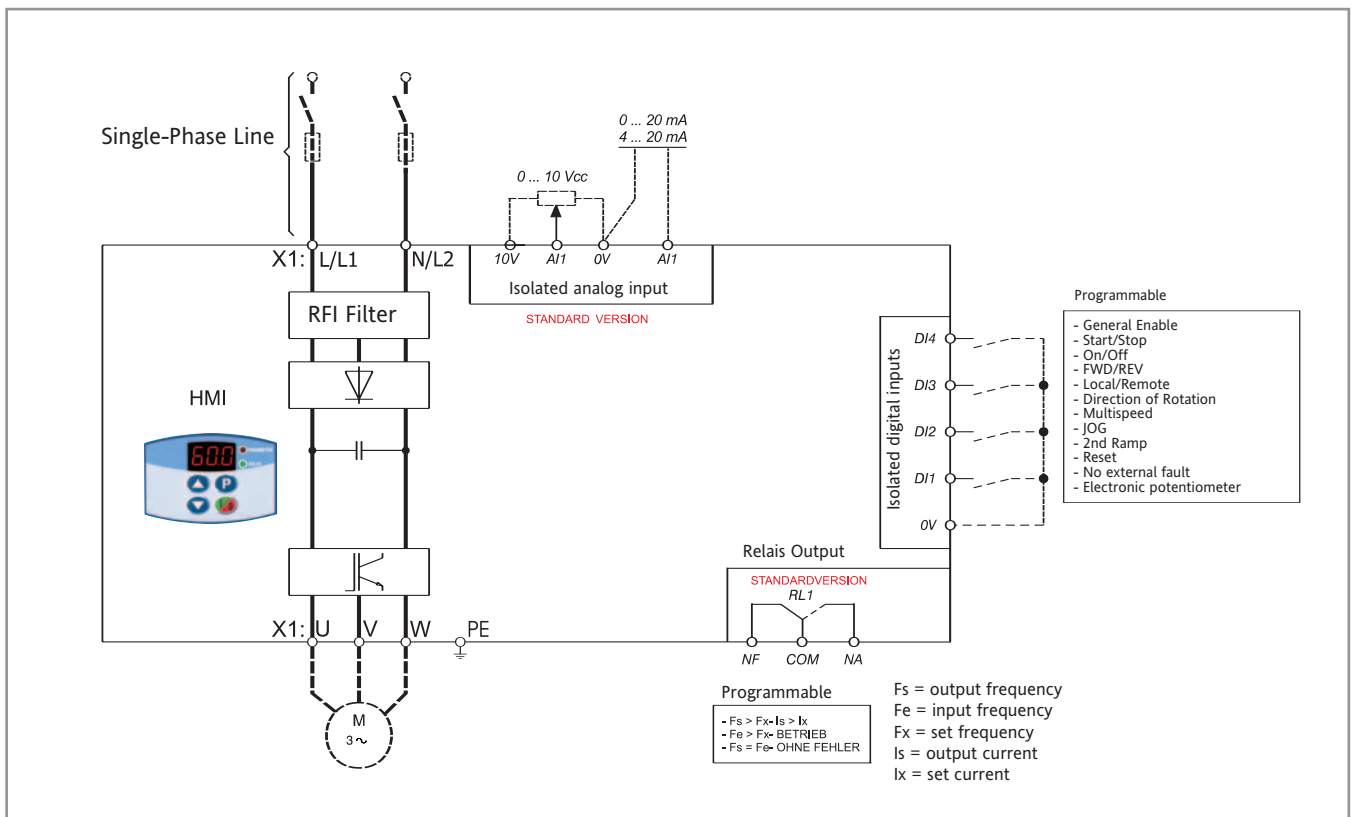 Single-Phase Line
0 ... 20 mA
4 ... 20 mA
0 ... 10 Vcc
X1: L/L1
N/L2
10V
AI1
0V
AI1
Isolated analog input
STANDARD VERSION
RFI Filter
HMI
60.0
P
Isolated digital inputs
DI4
DI3
DI2
DI1
0V
Programmable
- General Enable
- Start/Stop
- On/Off
- FWD/REV
- Local/Remote
- Direction of Rotation
- Multispeed
- JOG
- 2nd Ramp
- Reset
- No external fault
- Electronic potentiometer
Relais Output
STANDARDVERSION
RL1
NF
COM
NA
X1: U
V
W
PE
M
3~
Programmable
- Fs > Fx- Is > Ix
- Fe > Fx- BETRIEB
- Fs = Fe- OHNE FEHLER
Fs = output frequency
Fe = input frequency
Fx = set frequency
Is = output current
Ix = set current